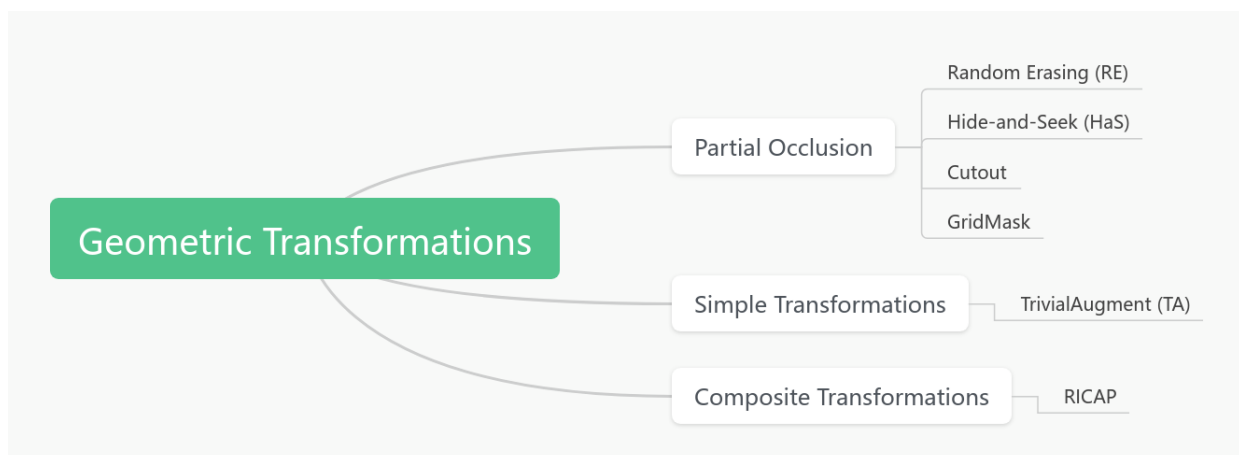 Geometric Transformations
Partial Occlusion
Random Erasing (RE)
Hide-and-Seek (HaS)
Cutout
GridMask
Simple Transformations
TrivialAugment (TA)
Composite Transformations
RICAP